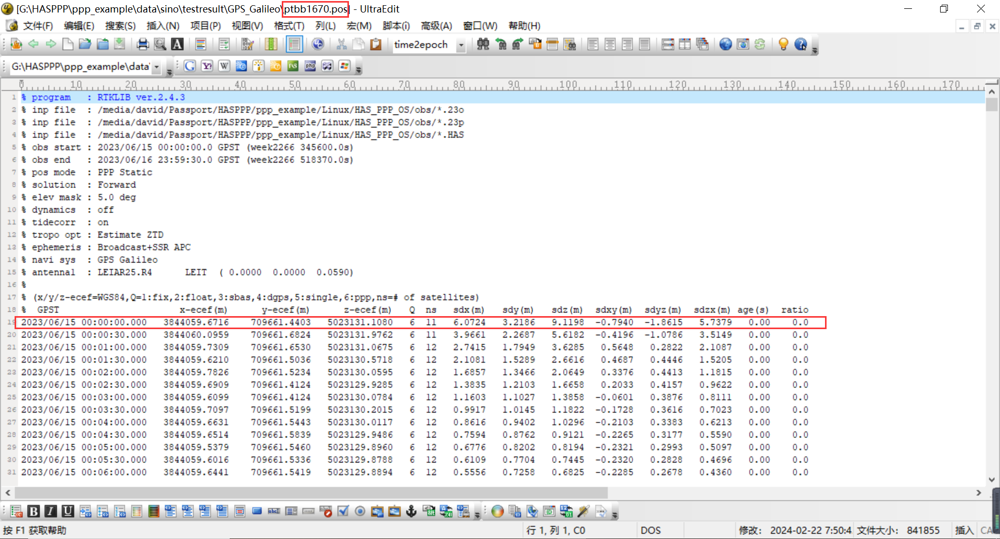 [G:\HASPPP\ppp_example\data\sino\testresult\GPS_Galileo\ptbb1670.pos] - UltraEdit
文件(F) 编辑(E) 搜索(S) 插入(N) 项目(P) 视图(V) 格式(T) 列(L) 宏(M) 脚本(i) 高级(A) 窗口(W) 帮助(H)
time2epoch
G:\HASPPP\ppp_example\data'
0 10 20 30 40 50 60 70 80 90 100 110 120 130 140 150 160 170
1 % program   : RTKLIB ver.2.4.3
2 % inp file  : /media/david/Passport/HASPPP/ppp_example/Linux/HAS_PPP_OS/obs/*.23o
3 % inp file  : /media/david/Passport/HASPPP/ppp_example/Linux/HAS_PPP_OS/obs/*.23p
4 % inp file  : /media/david/Passport/HASPPP/ppp_example/Linux/HAS_PPP_OS/obs/*.HAS
5 % obs start : 2023/06/15 00:00:00.0 GPST (week2266 345600.0s)
6 % obs end   : 2023/06/16 23:59:30.0 GPST (week2266 518370.0s)
7 % pos mode  : PPP Static
8 % solution  : Forward
9 % elev mask : 5.0 deg
10 % dynamics  : off
11 % tidecorr  : on
12 % tropo opt : Estimate ZTD
13 % ephemeris : Broadcast+SSR APC
14 % navi sys  : GPS Galileo
15 % antenna1  : LEIAR25.R4      LEIT  ( 0.0000  0.0000  0.0590)
16 %
17 % (x/y/z-ecef=WGS84,Q=1:fix,2:float,3:sbas,4:dgps,5:single,6:ppp,ns=# of satellites)
18 %  GPST                      x-ecef(m)      y-ecef(m)      z-ecef(m)   Q  ns   sdx(m)   sdy(m)   sdz(m)  sdxy(m)  sdyz(m)  sdzx(m) age(s)  ratio
19 2023/06/15 00:00:00.000   3844059.6716    709661.4403   5023131.1080   6  11   6.0724   3.2186   9.1198  -0.7940  -1.8615   5.7379   0.00    0.0
20 2023/06/15 00:00:30.000   3844060.0959    709661.6824   5023131.9762   6  11   3.9661   2.2687   5.6182  -0.4196  -1.0786   3.5149   0.00    0.0
21 2023/06/15 00:01:00.000   3844059.7309    709661.6530   5023131.0675   6  12   2.7415   1.7949   3.6285   0.5648   0.2822   2.1087   0.00    0.0
22 2023/06/15 00:01:30.000   3844059.6210    709661.5036   5023130.5718   6  12   2.1081   1.5289   2.6616   0.4687   0.4446   1.5205   0.00    0.0
23 2023/06/15 00:02:00.000   3844059.7826    709661.5234   5023130.0595   6  12   1.6857   1.3466   2.0649   0.3376   0.4413   1.1815   0.00    0.0
24 2023/06/15 00:02:30.000   3844059.6909    709661.4124   5023129.9285   6  12   1.3835   1.2103   1.6658   0.2033   0.4157   0.9622   0.00    0.0
25 2023/06/15 00:03:00.000   3844059.6099    709661.4124   5023130.0784   6  12   1.1603   1.1027   1.3858  -0.0601   0.3876   0.8111   0.00    0.0
26 2023/06/15 00:03:30.000   3844059.7097    709661.5199   5023130.2015   6  12   0.9917   1.0145   1.1822  -0.1728   0.3616   0.7023   0.00    0.0
27 2023/06/15 00:04:00.000   3844059.6631    709661.5443   5023130.0117   6  12   0.8616   0.9402   1.0296  -0.2103   0.3383   0.6213   0.00    0.0
28 2023/06/15 00:04:30.000   3844059.6514    709661.5839   5023129.9486   6  12   0.7594   0.8762   0.9121  -0.2265   0.3177   0.5590   0.00    0.0
29 2023/06/15 00:05:00.000   3844059.5379    709661.5460   5023129.8960   6  12   0.6776   0.8202   0.8194  -0.2321   0.2993   0.5097   0.00    0.0
30 2023/06/15 00:05:30.000   3844059.6016    709661.5336   5023129.8788   6  12   0.6109   0.7704   0.7445  -0.2320   0.2828   0.4696   0.00    0.0
31 2023/06/15 00:06:00.000   3844059.6441    709661.5419   5023129.8894   6  12   0.5556   0.7258   0.6825  -0.2285   0.2678   0.4360   0.00    0.0
B I U
按 F1 获取帮助 行 1, 列 1, C0 DOS 修改: 2024-02-22 7:50:4 文件大小: 841855 插入 CA